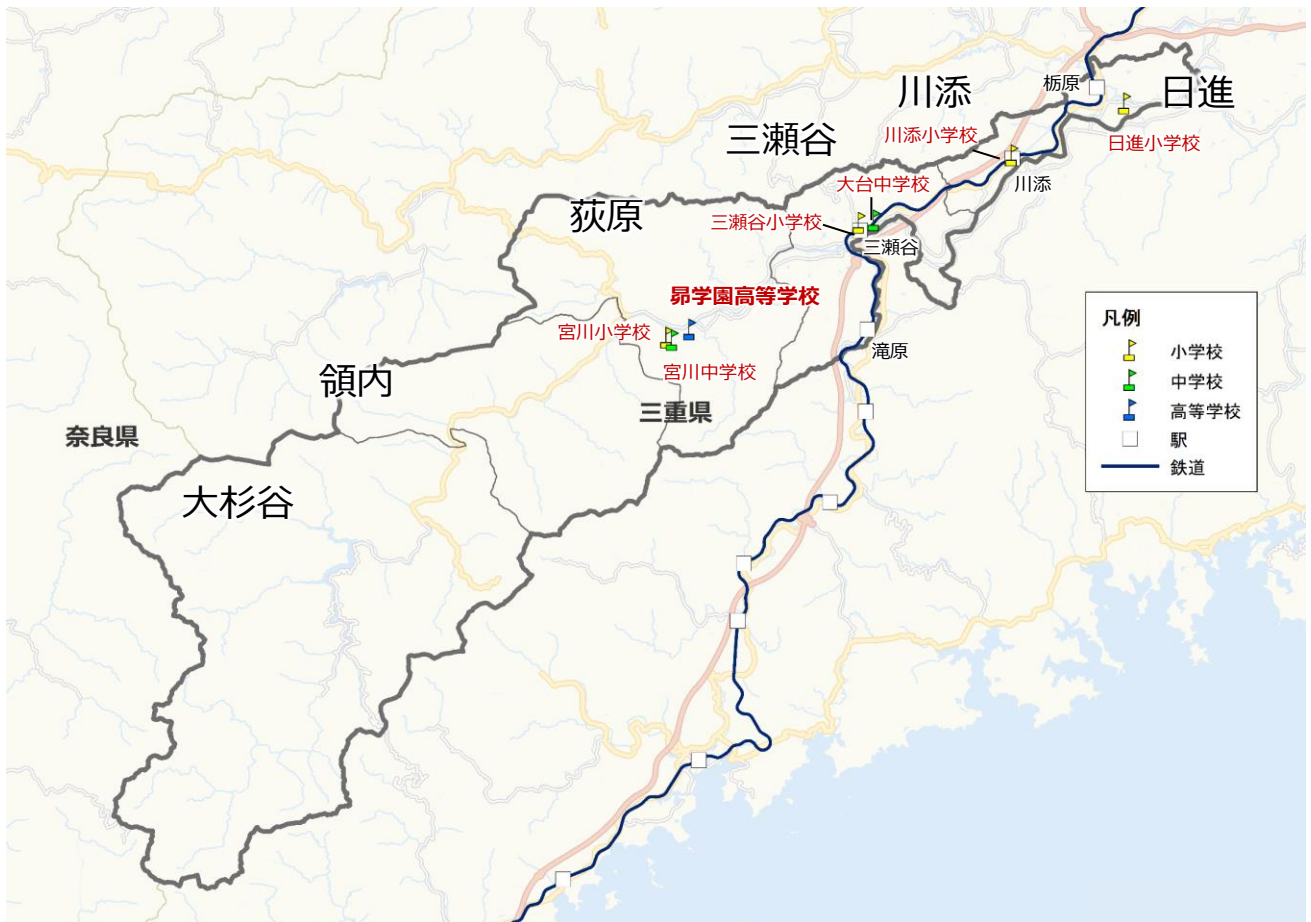 川添
栃原
日進
三瀬谷
川添小学校
日進小学校
大台中学校
川添
荻原
三瀬谷小学校
三瀬谷
昴学園高等学校
宮川小学校
宮川中学校
滝原
領内
三重県
奈良県
大杉谷
凡例
小学校
中学校
高等学校
駅
鉄道